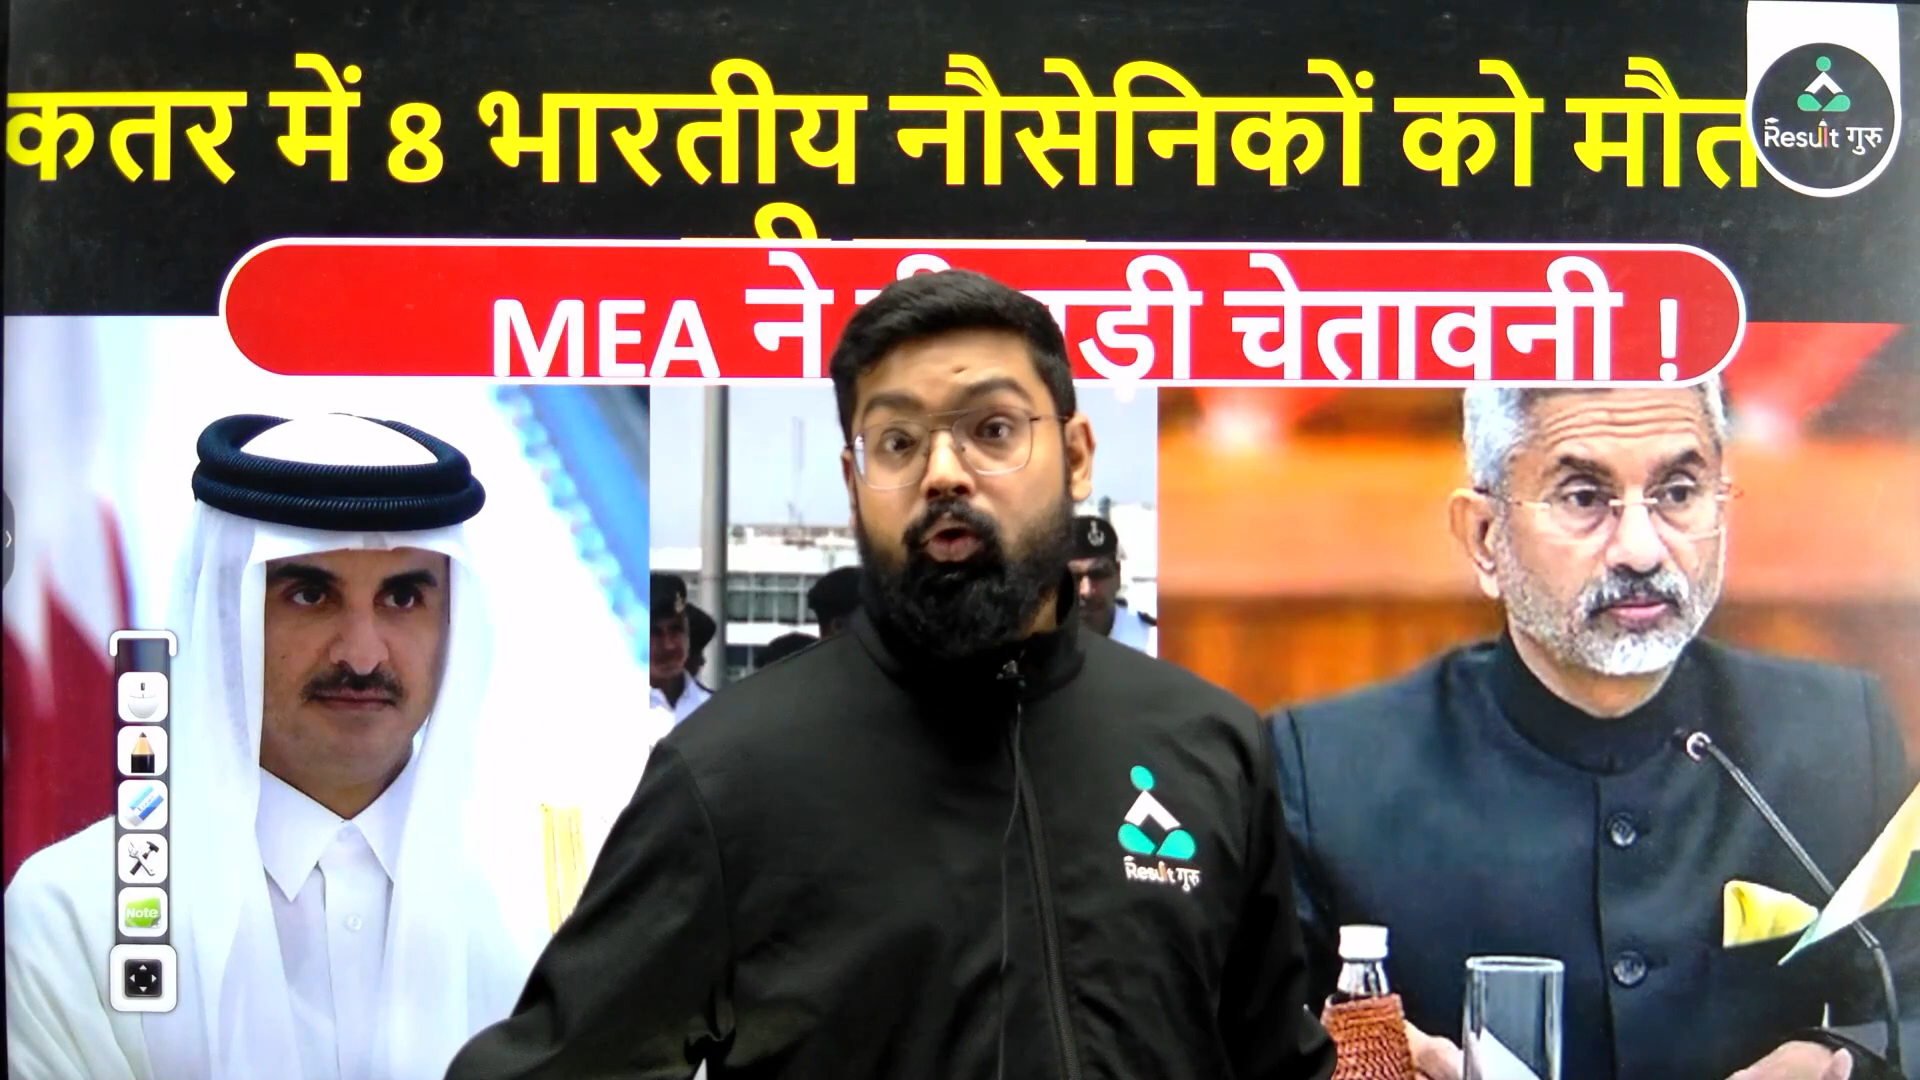 कतर में 8 भारतीय नौसेनिकों को मौत
Result गुरु
MEA ने चेतावनी !
Note
Result गुरु